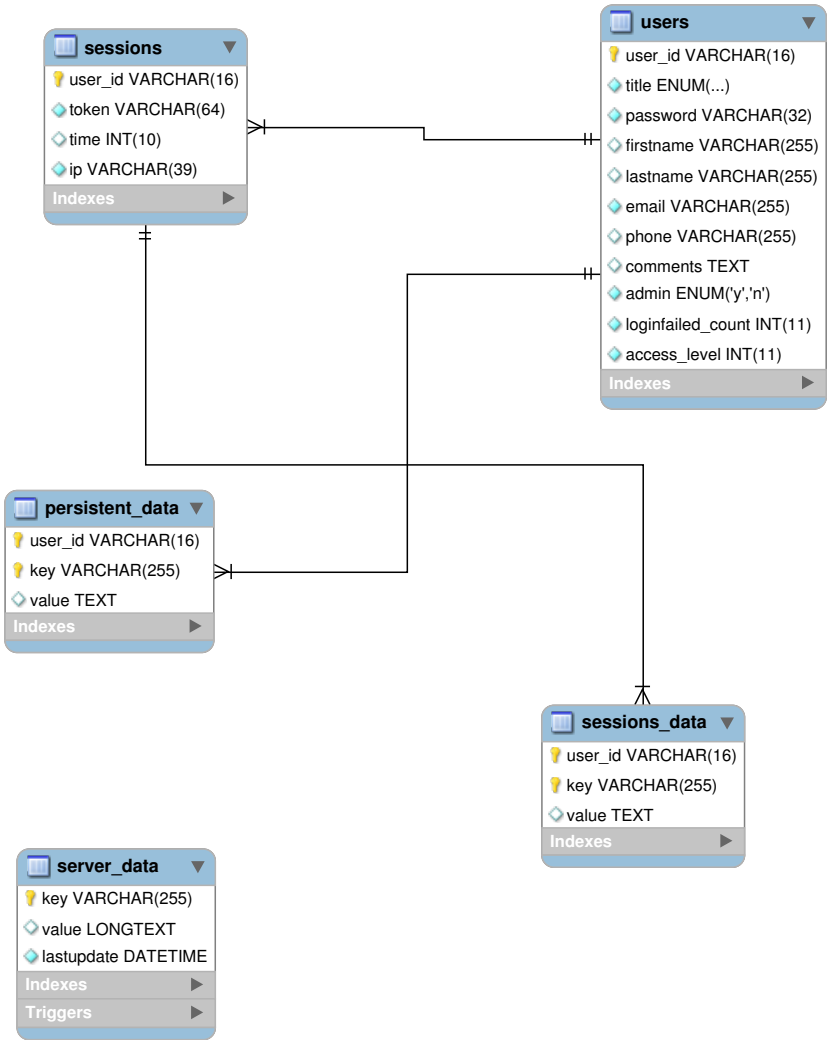 sessions
user_id VARCHAR(16)
token VARCHAR(64)
time INT(10)
ip VARCHAR(39)
Indexes
users
user_id VARCHAR(16)
title ENUM(...)
password VARCHAR(32)
firstname VARCHAR(255)
lastname VARCHAR(255)
email VARCHAR(255)
phone VARCHAR(255)
comments TEXT
admin ENUM('y','n')
loginfailed_count INT(11)
access_level INT(11)
Indexes
persistent_data
user_id VARCHAR(16)
key VARCHAR(255)
value TEXT
Indexes
sessions_data
user_id VARCHAR(16)
key VARCHAR(255)
value TEXT
Indexes
server_data
key VARCHAR(255)
value LONGTEXT
lastupdate DATETIME
Indexes
Triggers